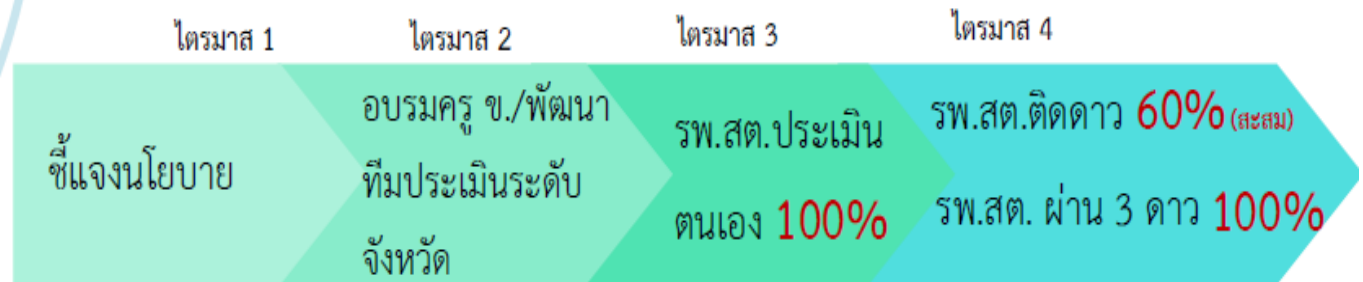 ไตรมาส 1
ไตรมาส 2
ไตรมาส 3
ไตรมาส 4
ชี้แจงนโยบาย
อบรมครู ข./พัฒนา
ทีมประเมินระดับ
จังหวัด
รพ.สต.ประเมิน
ตนเอง 100%
รพ.สต.ติดดาว 60% (สะสม)
รพ.สต. ผ่าน 3 ดาว 100%